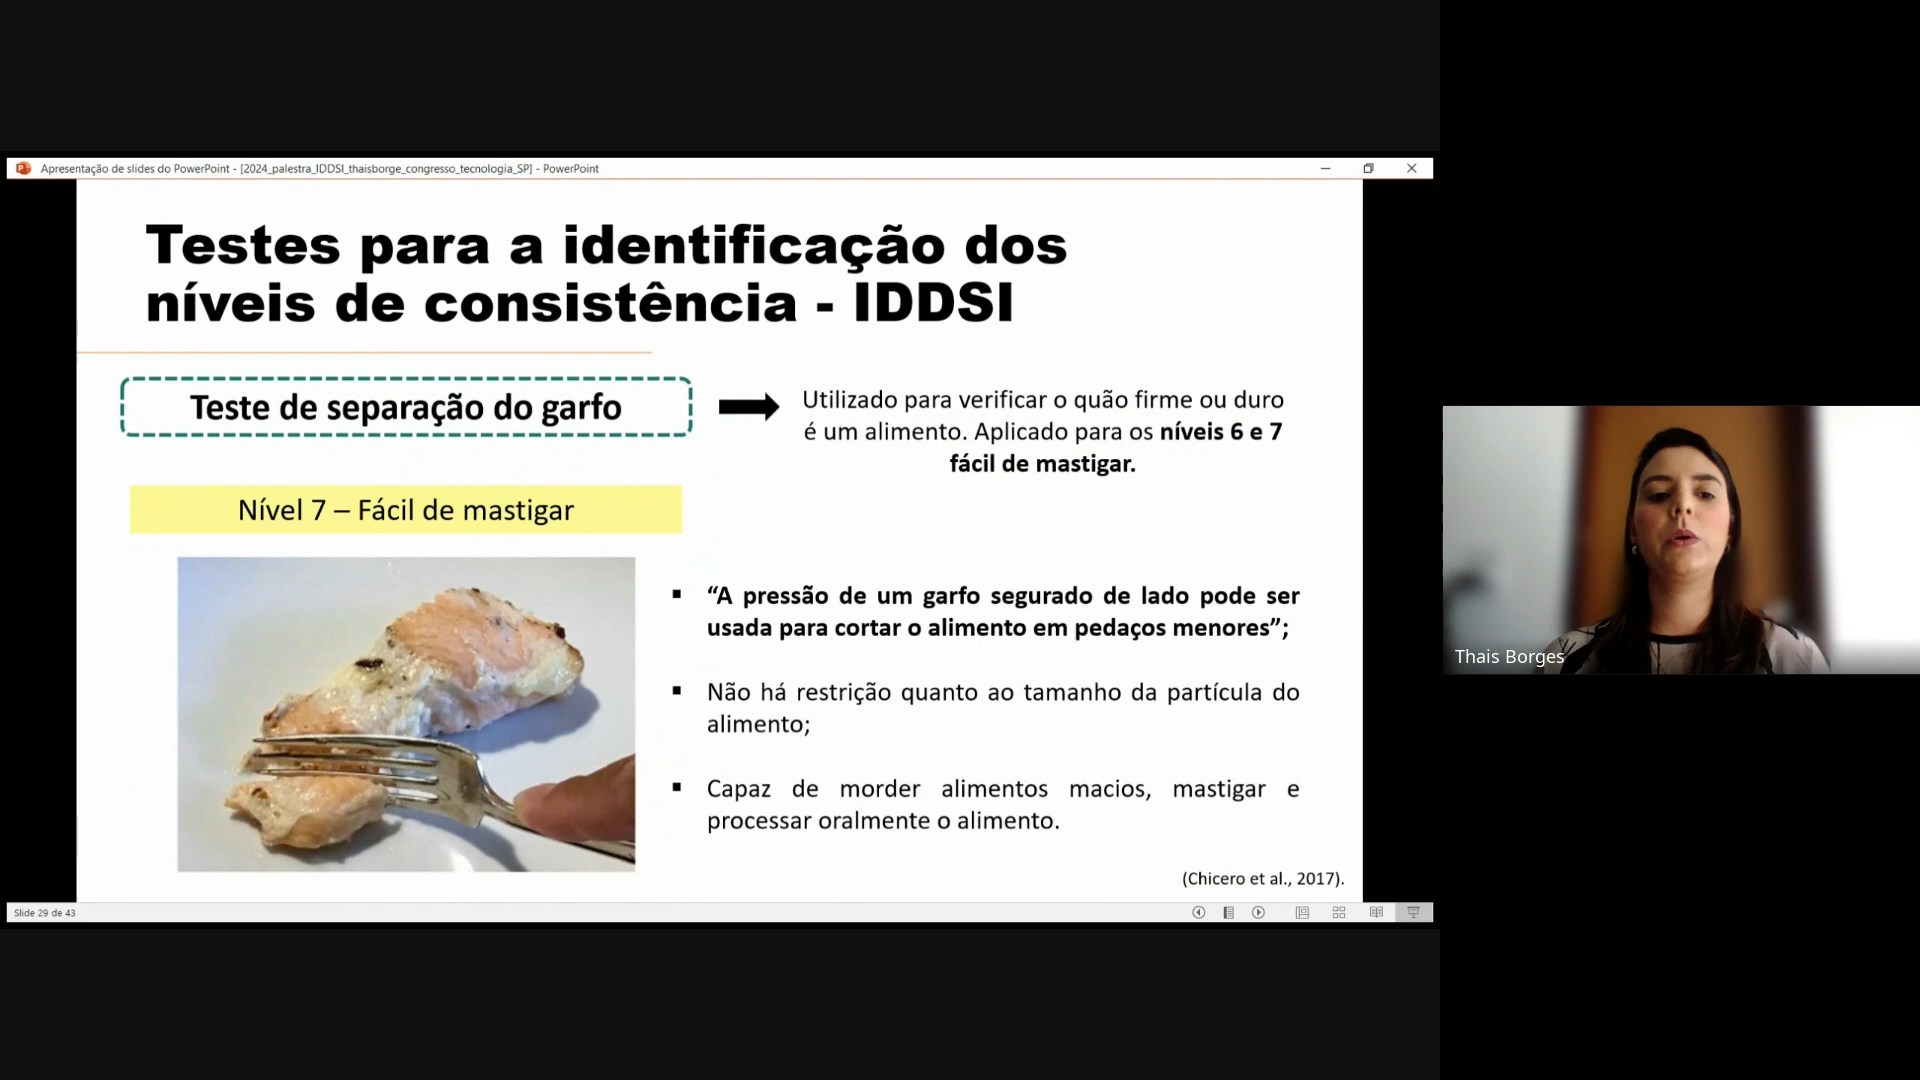 Apresentação de slides do PowerPoint - [2024_palestra_IDDSI_thaisborge_congresso_tecnologia_SP] - PowerPoint
Testes para a identificação dos
níveis de consistência - IDDSI
Teste de separação do garfo
Utilizado para verificar o quão firme ou duro
é um alimento. Aplicado para os níveis 6 e 7
fácil de mastigar.
Nível 7 – Fácil de mastigar
▪ “A pressão de um garfo segurado de lado pode ser
usada para cortar o alimento em pedaços menores”;
▪ Não há restrição quanto ao tamanho da partícula do
alimento;
▪ Capaz de morder alimentos macios, mastigar e
processar oralmente o alimento.
(Chicero et al., 2017).
Slide 29 de 43
Thais Borges